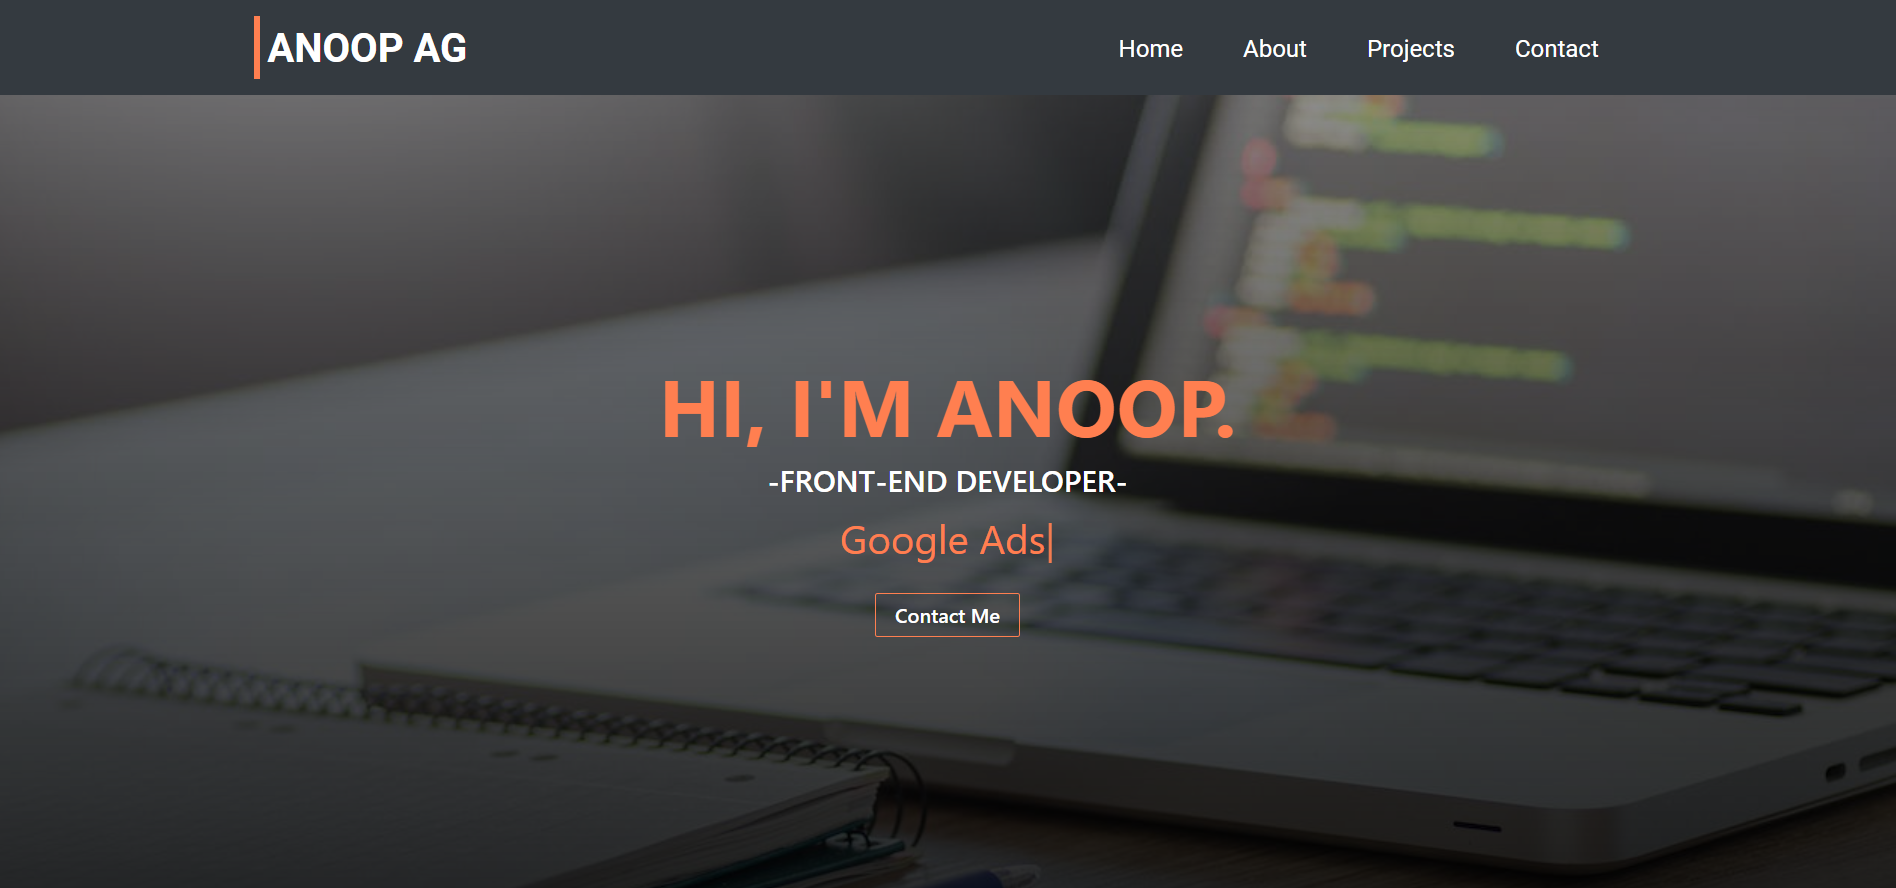 ANOOP AG
Home About Projects Contact
HI, I'M ANOOP.
-FRONT-END DEVELOPER-
Google Ads|
Contact Me